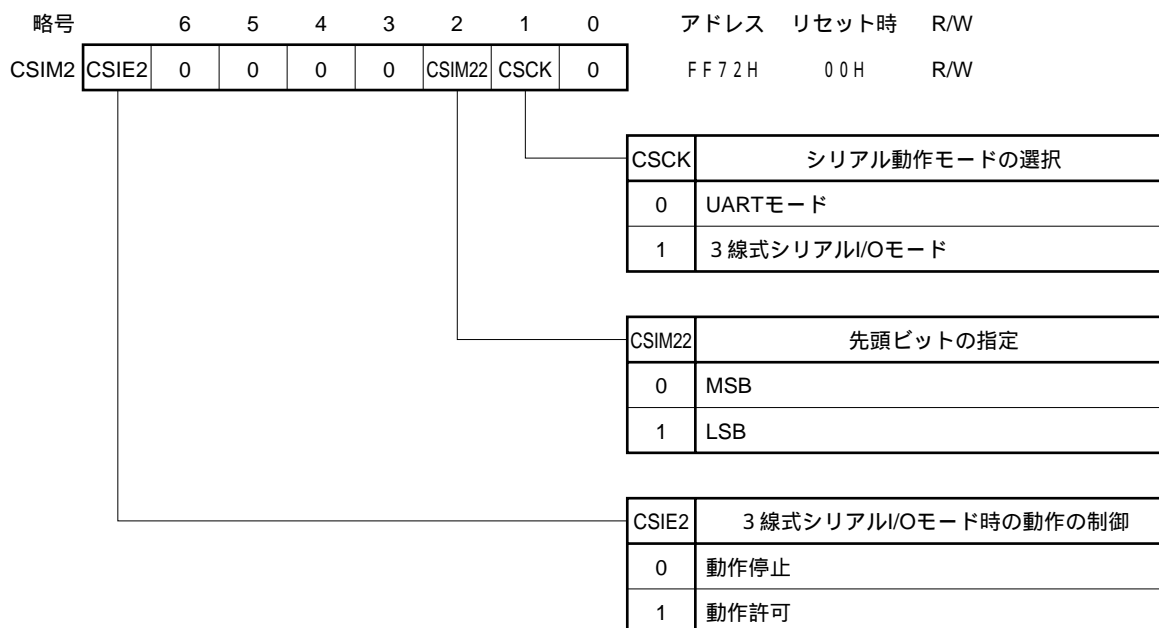 略号 6 5 4 3 2 1 0 アドレス リセット時 R/W
CSIM2 CSIE2 0 0 0 0 CSIM22 CSCK 0 FF72H 00H R/W
CSCK シリアル動作モードの選択
0 UARTモード
1 3線式シリアルI/Oモード
CSIM22 先頭ビットの指定
0 MSB
1 LSB
CSIE2 3線式シリアルI/Oモード時の動作の制御
0 動作停止
1 動作許可